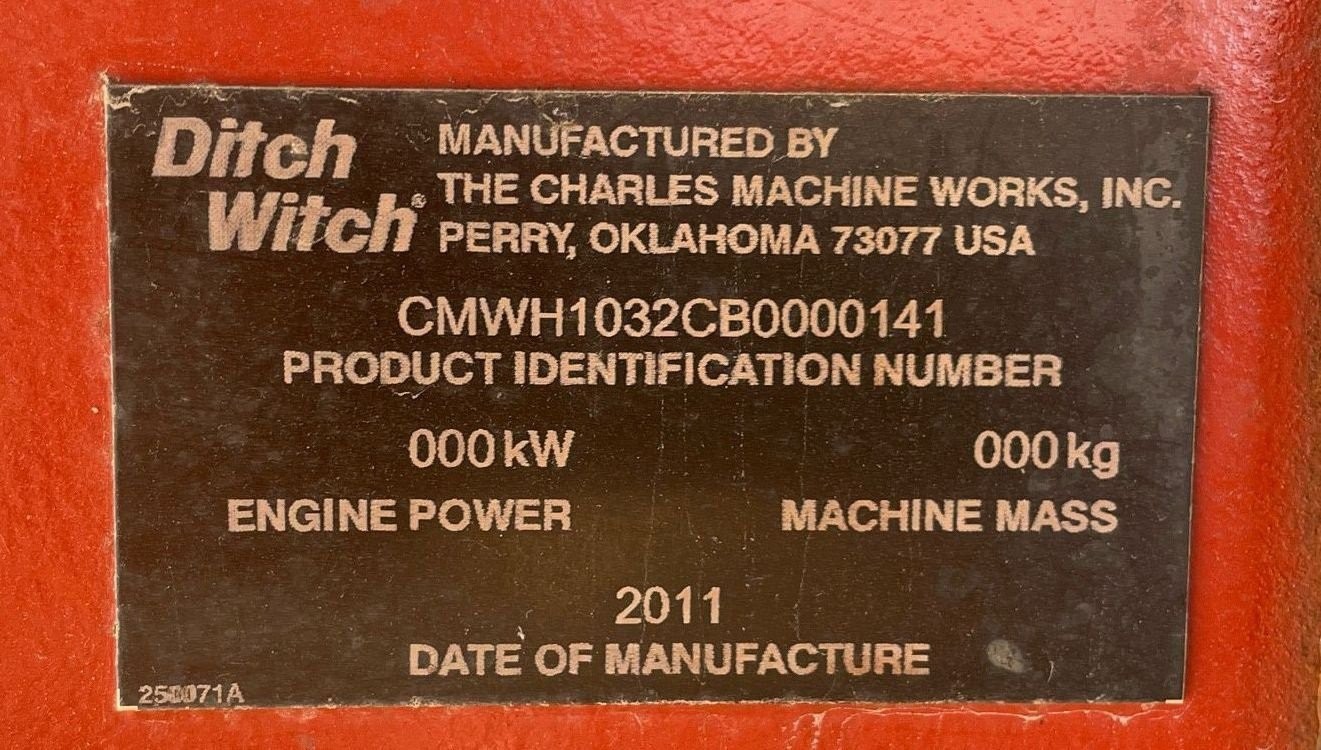 Ditch
Witch®
MANUFACTURED BY
THE CHARLES MACHINE WORKS, INC.
PERRY, OKLAHOMA 73077 USA
CMWH1032CB0000141
PRODUCT IDENTIFICATION NUMBER
000 kW
ENGINE POWER
000 kg
MACHINE MASS
2011
DATE OF MANUFACTURE